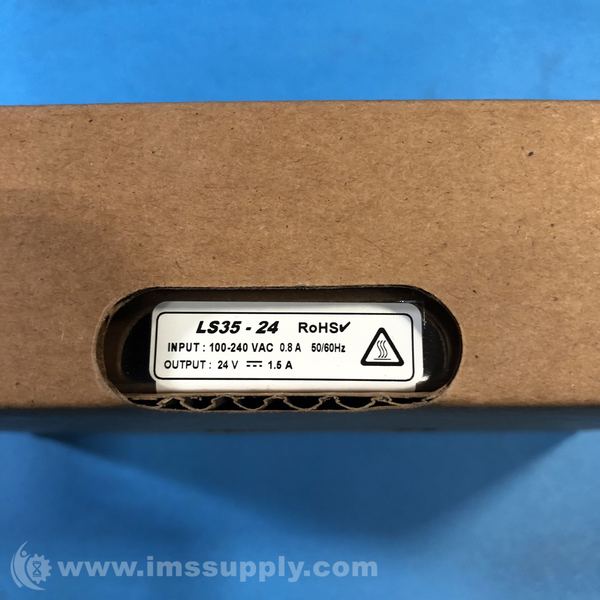 LS35 - 24 RoHS✔
INPUT : 100-240 VAC 0.8 A 50/60Hz
OUTPUT : 24 V ⎓ 1.5 A
www.imssupply.com